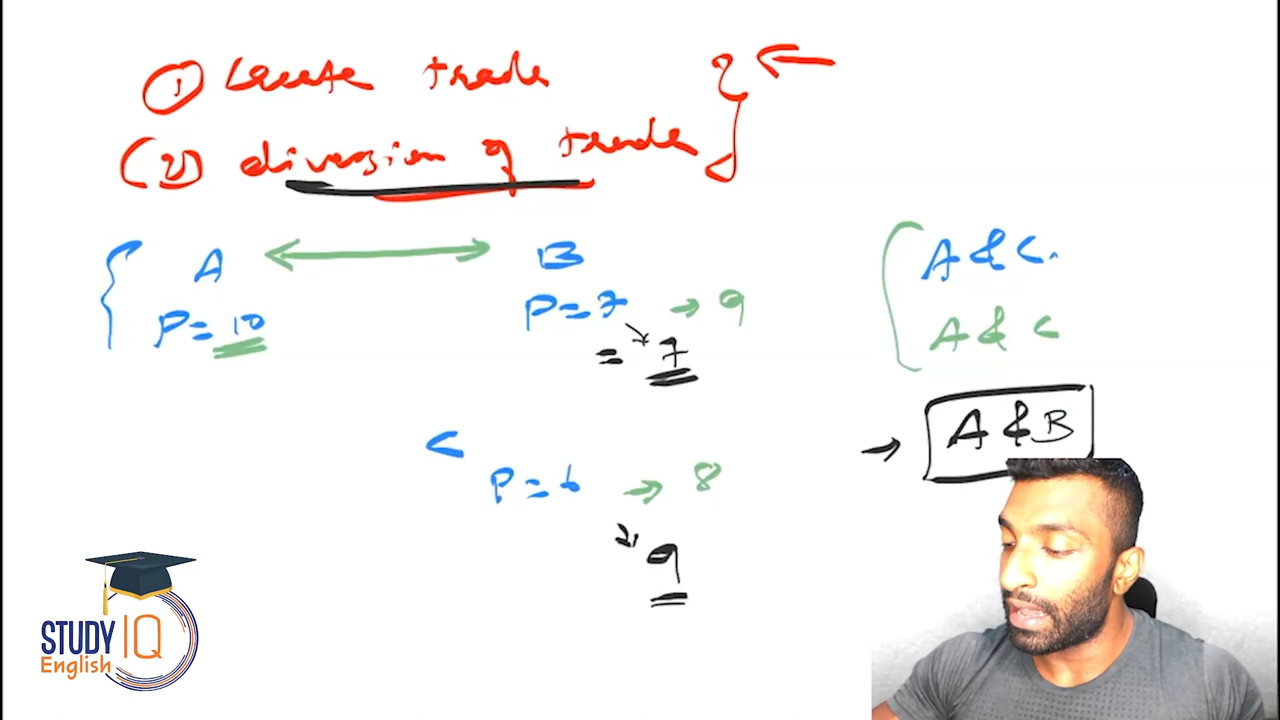 ① create trade
(2) diversion of trade
A B
P=10 P=7 → 9
= 7
C
P=6 → 8
9
A & C.
A & C
→ A & B
STUDY IQ
English